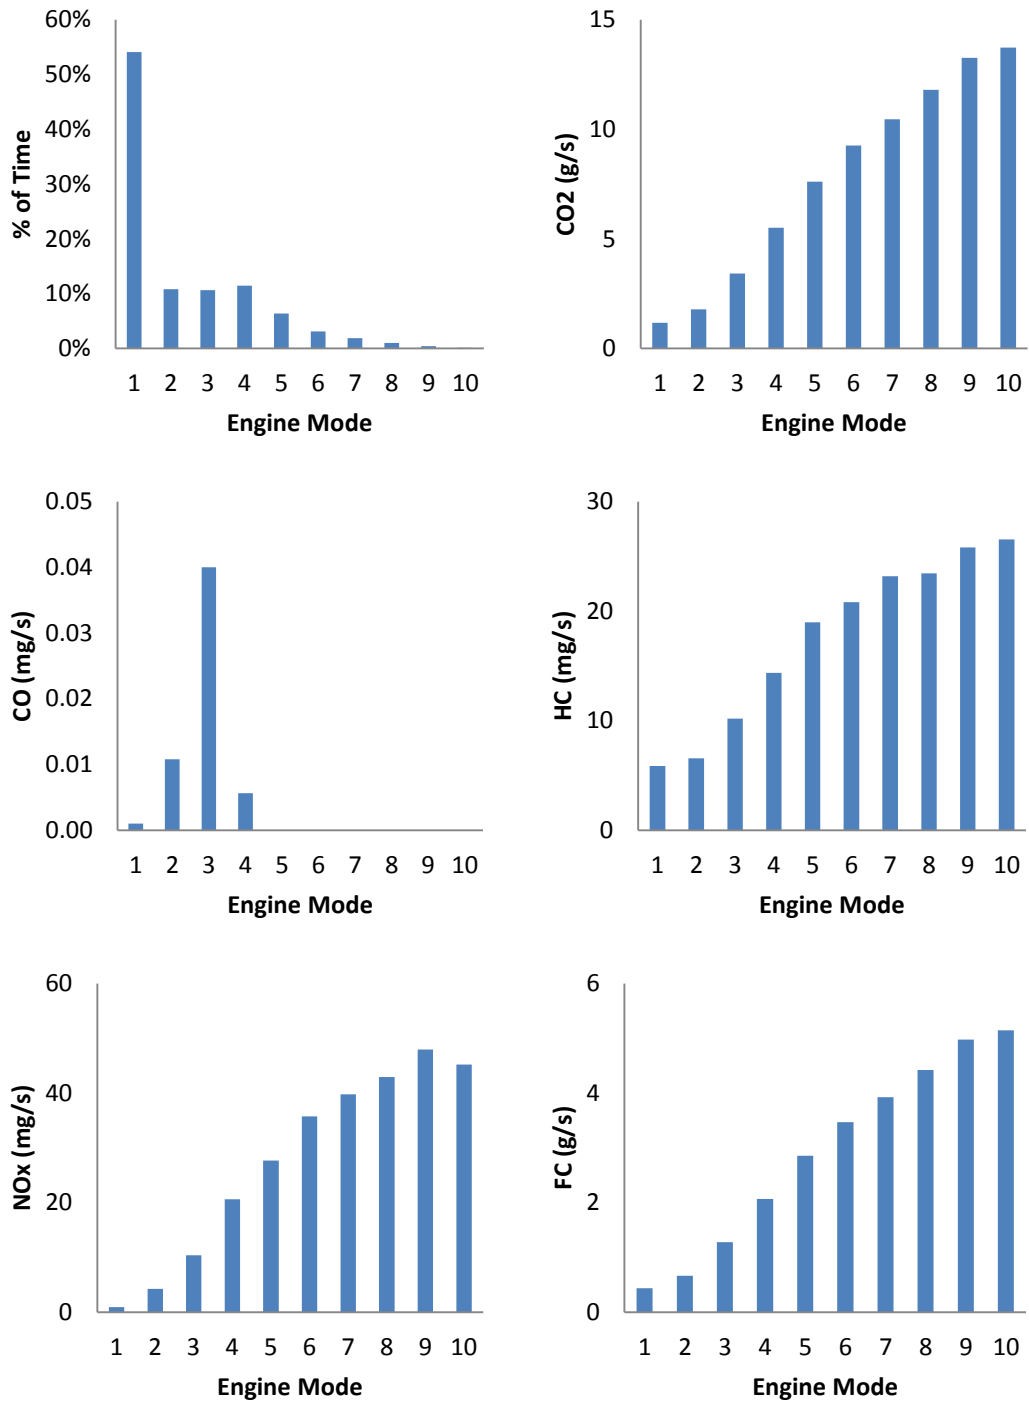 60%
50%
40%
30%
20%
10%
0%
% of Time
1 2 3 4 5 6 7 8 9 10
Engine Mode
15
10
5
0
CO2 (g/s)
1 2 3 4 5 6 7 8 9 10
Engine Mode
0.05
0.04
0.03
0.02
0.01
0.00
CO (mg/s)
1 2 3 4 5 6 7 8 9 10
Engine Mode
30
20
10
0
HC (mg/s)
1 2 3 4 5 6 7 8 9 10
Engine Mode
60
40
20
0
NOx (mg/s)
1 2 3 4 5 6 7 8 9 10
Engine Mode
6
4
2
0
FC (g/s)
1 2 3 4 5 6 7 8 9 10
Engine Mode